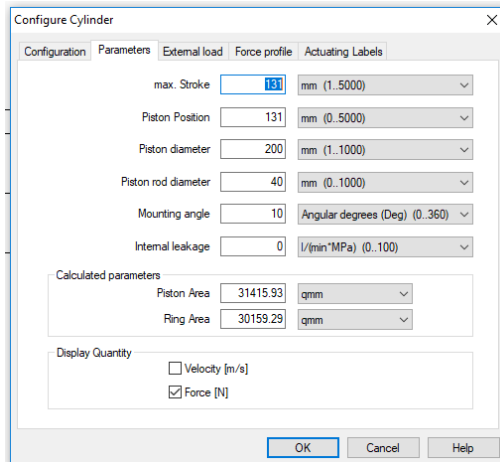 Configure Cylinder
Configuration Parameters External load Force profile Actuating Labels
max. Stroke 131 mm (1..5000)
Piston Position 131 mm (0..5000)
Piston diameter 200 mm (1..1000)
Piston rod diameter 40 mm (0..1000)
Mounting angle 10 Angular degrees (Deg) (0..360)
Internal leakage 0 l/(min*MPa) (0..100)
Calculated parameters
Piston Area 31415.93 qmm
Ring Area 30159.29 qmm
Display Quantity
Velocity [m/s]
Force [N]
OK Cancel Help